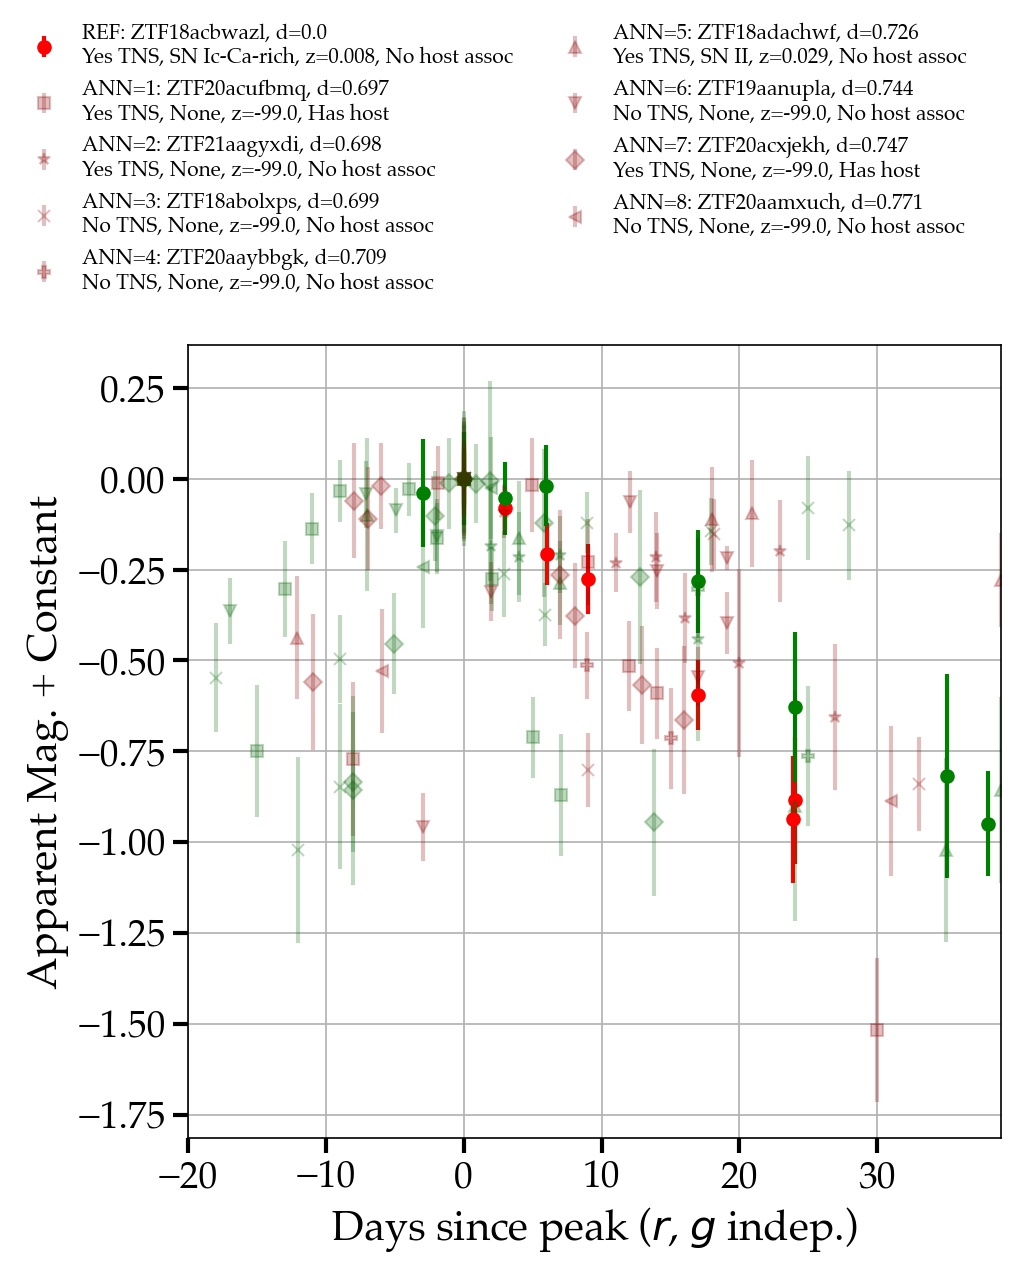 REF: ZTF18acbwazl, d=0.0
Yes TNS, SN Ic-Ca-rich, z=0.008, No host assoc
ANN=1: ZTF20acufbmq, d=0.697
Yes TNS, None, z=-99.0, Has host
ANN=2: ZTF21aagyxdi, d=0.698
Yes TNS, None, z=-99.0, No host assoc
ANN=3: ZTF18abolxps, d=0.699
No TNS, None, z=-99.0, No host assoc
ANN=4: ZTF20aaybbgk, d=0.709
No TNS, None, z=-99.0, No host assoc
ANN=5: ZTF18adachwf, d=0.726
Yes TNS, SN II, z=0.029, No host assoc
ANN=6: ZTF19aanupla, d=0.744
No TNS, None, z=-99.0, No host assoc
ANN=7: ZTF20acxjekh, d=0.747
Yes TNS, None, z=-99.0, Has host
ANN=8: ZTF20aamxuch, d=0.771
No TNS, None, z=-99.0, No host assoc
Apparent Mag. + Constant
0.25
0.00
−0.25
−0.50
−0.75
−1.00
−1.25
−1.50
−1.75
−20 −10 0 10 20 30
Days since peak (r, g indep.)